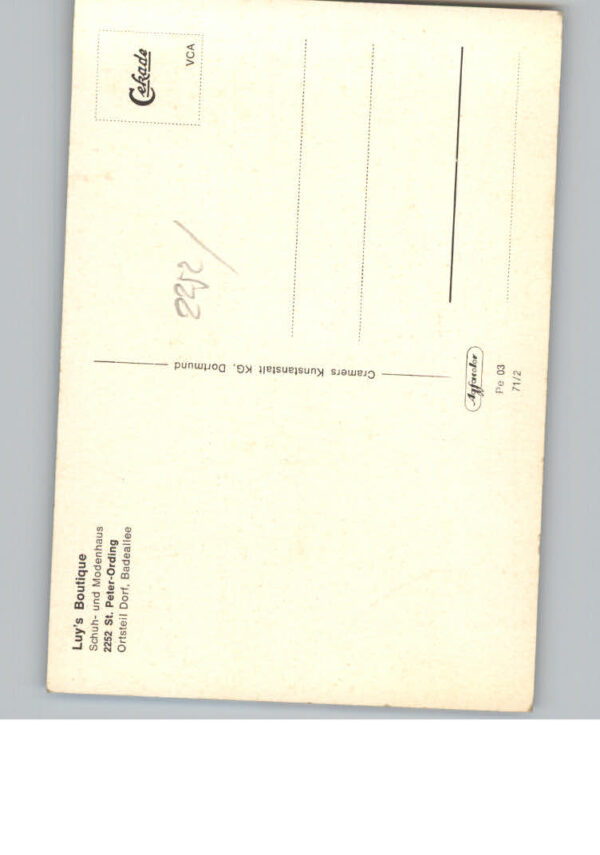 Luy's Boutique
Schuh- und Modenhaus
2252 St. Peter-Ording
Ortsteil Dorf, Badeallee
Cekade
VCA
2252/
Cramers Kunstanstalt KG, Dortmund
Agfacolor
Pe 03
71/2